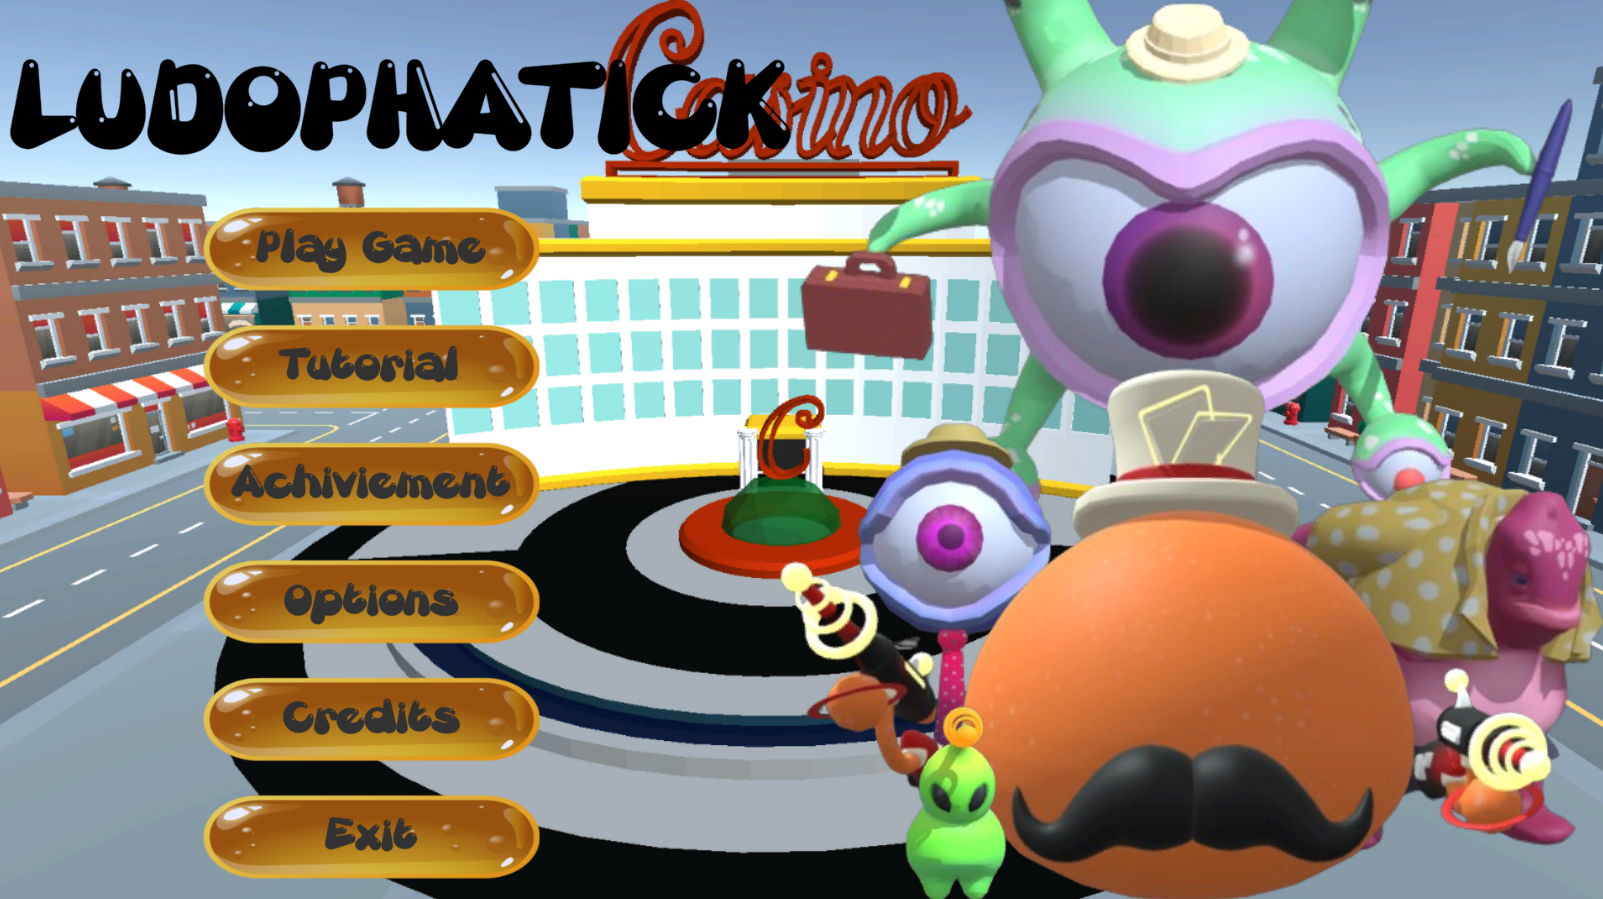 LUDOPHATICK
Casino
Play Game
Tutorial
Achiviement
C
Options
Credits
Exit